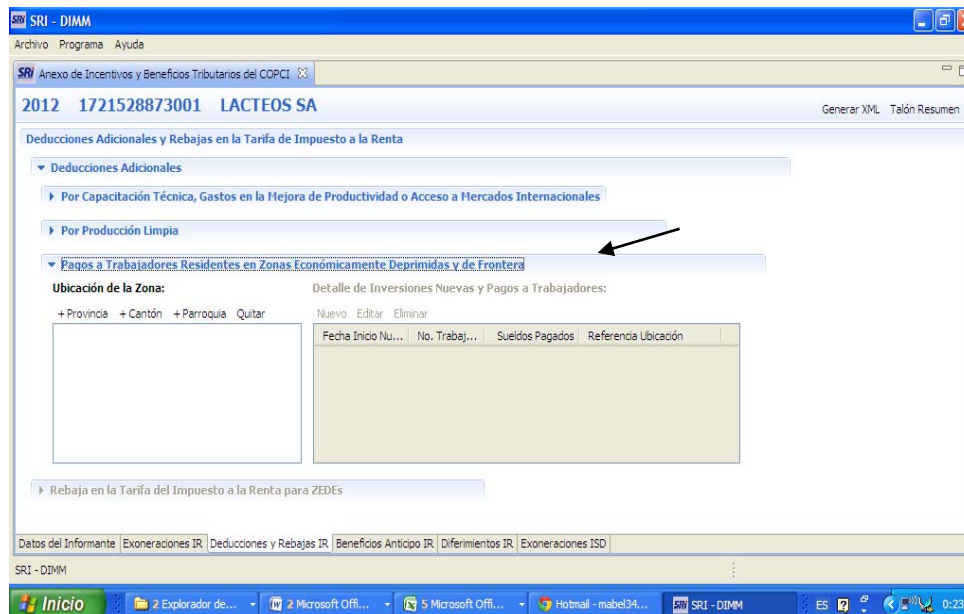 SRI SRI - DIMM
Archivo Programa Ayuda
SRI Anexo de Incentivos y Beneficios Tributarios del COPCI
2012 1721528873001 LACTEOS SA
Generar XML Talón Resumen
Deducciones Adicionales y Rebajas en la Tarifa de Impuesto a la Renta
Deducciones Adicionales
Por Capacitación Técnica, Gastos en la Mejora de Productividad o Acceso a Mercados Internacionales
Por Producción Limpia
Pagos a Trabajadores Residentes en Zonas Económicamente Deprimidas y de Frontera
Ubicación de la Zona: Detalle de Inversiones Nuevas y Pagos a Trabajadores:
+ Provincia + Cantón + Parroquia Quitar Nuevo Editar Eliminar
Fecha Inicio Nu... No. Trabaj... Sueldos Pagados Referencia Ubicación
Rebaja en la Tarifa del Impuesto a la Renta para ZEDEs
Datos del Informante Exoneraciones IR Deducciones y Rebajas IR Beneficios Anticipo IR Diferimientos IR Exoneraciones ISD
SRI - DIMM
Inicio 2 Explorador de... 2 Microsoft Offi... 5 Microsoft Offi... Hotmail - mabel34... SRI SRI - DIMM ES 0:23